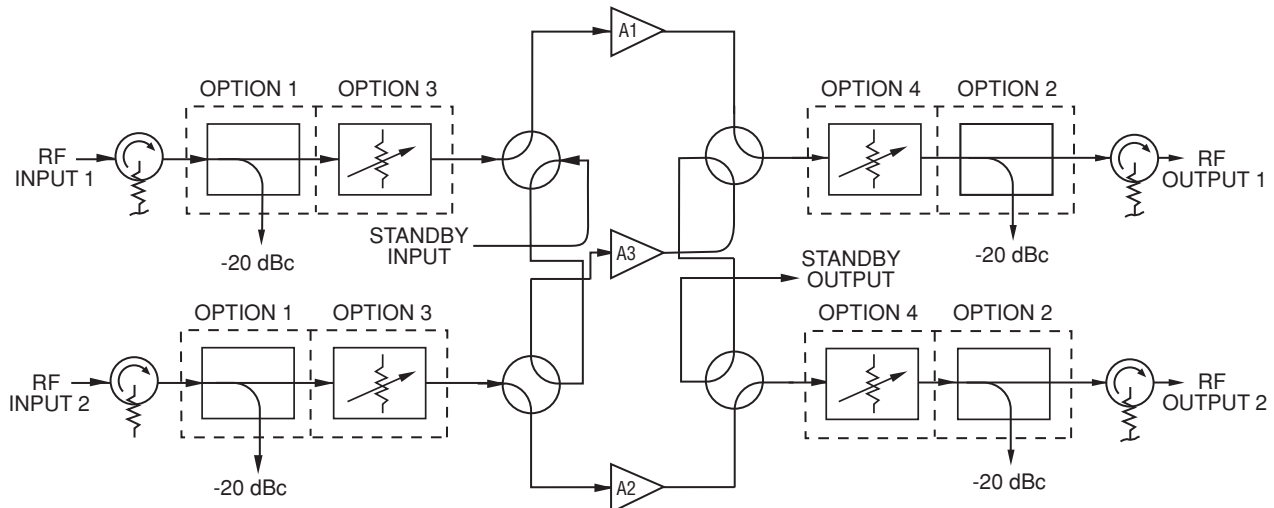 A1
OPTION 1
OPTION 3
OPTION 4
OPTION 2
RF
INPUT 1
RF
OUTPUT 1
STANDBY
INPUT
-20 dBc
A3
STANDBY
OUTPUT
-20 dBc
OPTION 1
OPTION 3
OPTION 4
OPTION 2
RF
INPUT 2
RF
OUTPUT 2
-20 dBc
A2
-20 dBc